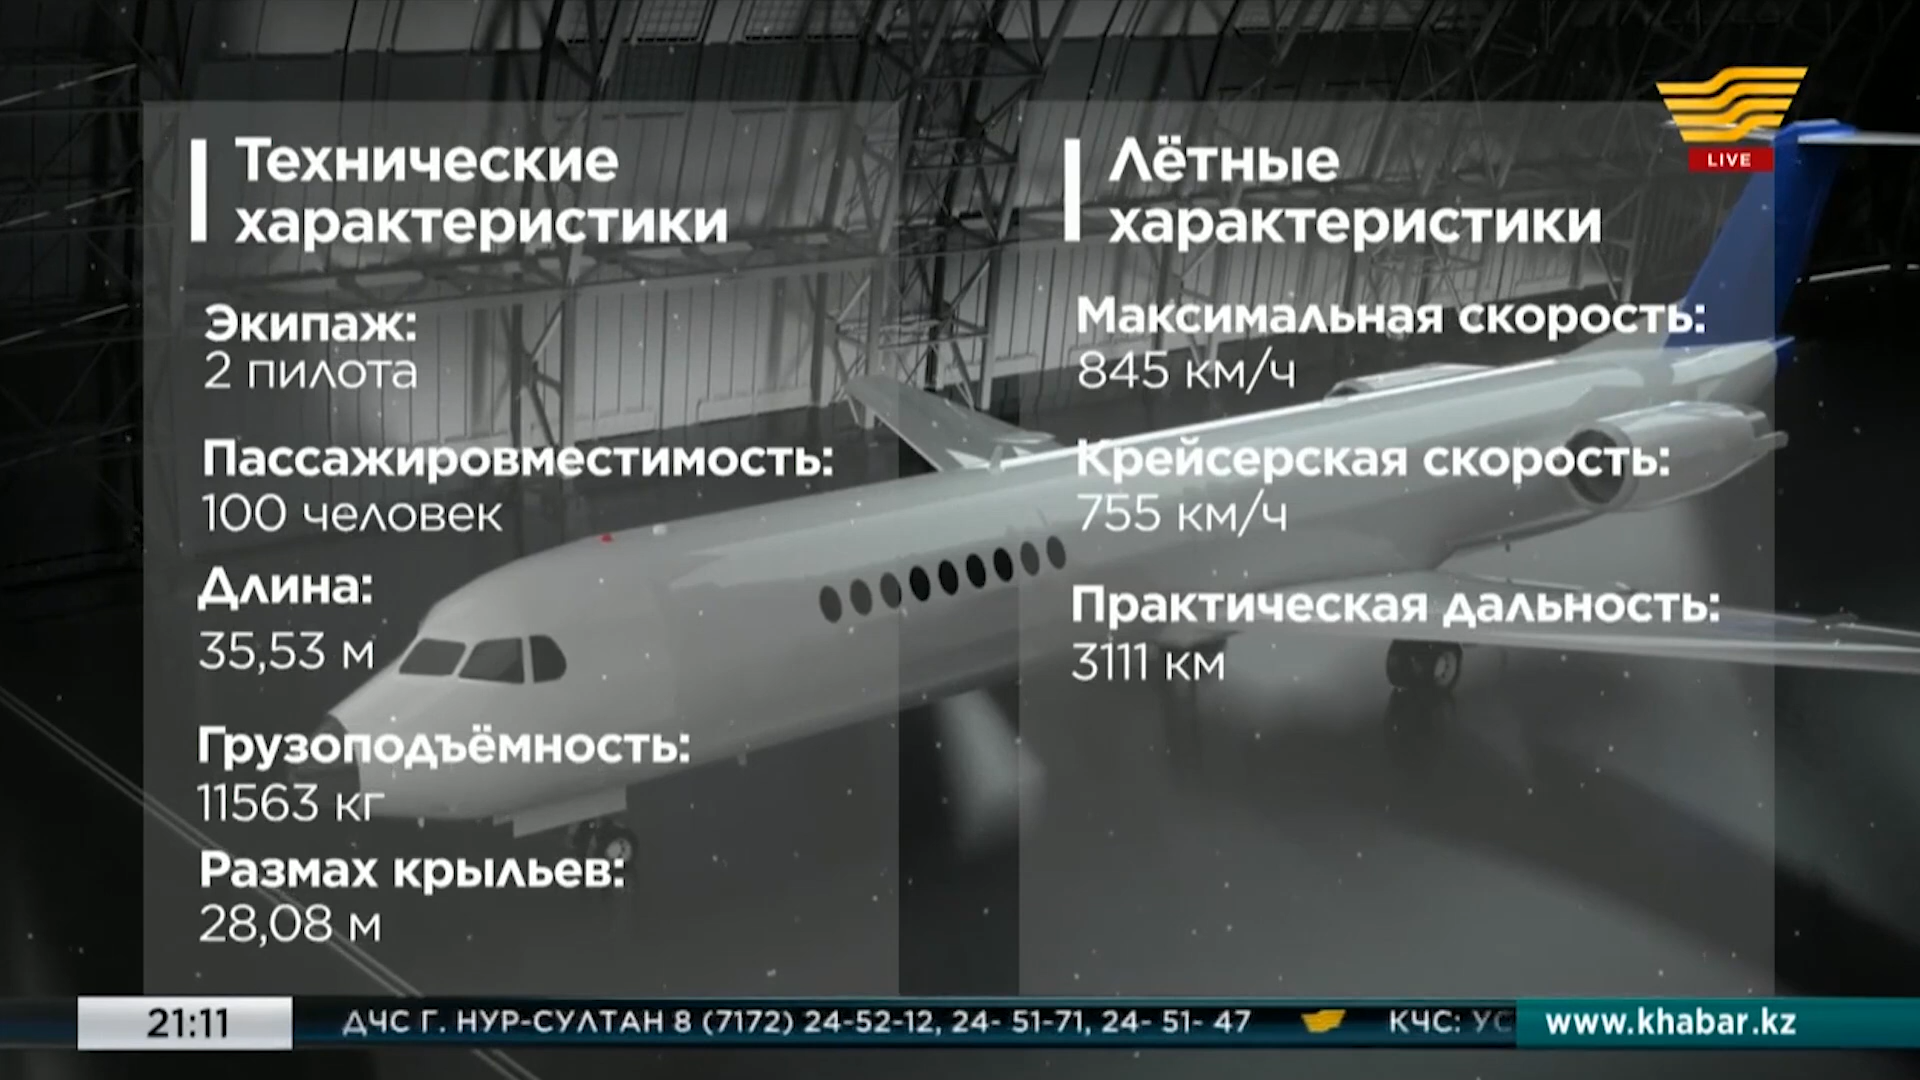 LIVE
Технические
характеристики
Экипаж:
2 пилота
Пассажировместимость:
100 человек
Длина:
35,53 м
Грузоподъёмность:
11563 кг
Размах крыльев:
28,08 м
Лётные
характеристики
Максимальная скорость:
845 км/ч
Крейсерская скорость:
755 км/ч
Практическая дальность:
3111 км
21:11
ДЧС Г. НУР-СУЛТАН 8 (7172) 24-52-12, 24- 51-71, 24- 51- 47
КЧС: УС
www.khabar.kz